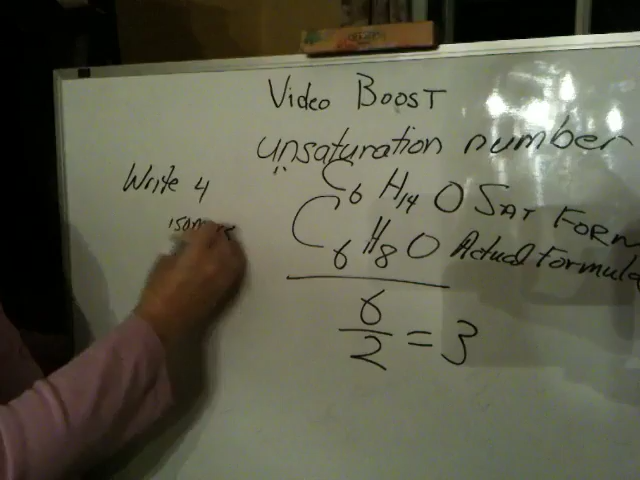 Video Boost
unsaturation number
Write 4
C6 H14 O SAT FORM
C6 H8 O Actual Formula
6
2 = 3